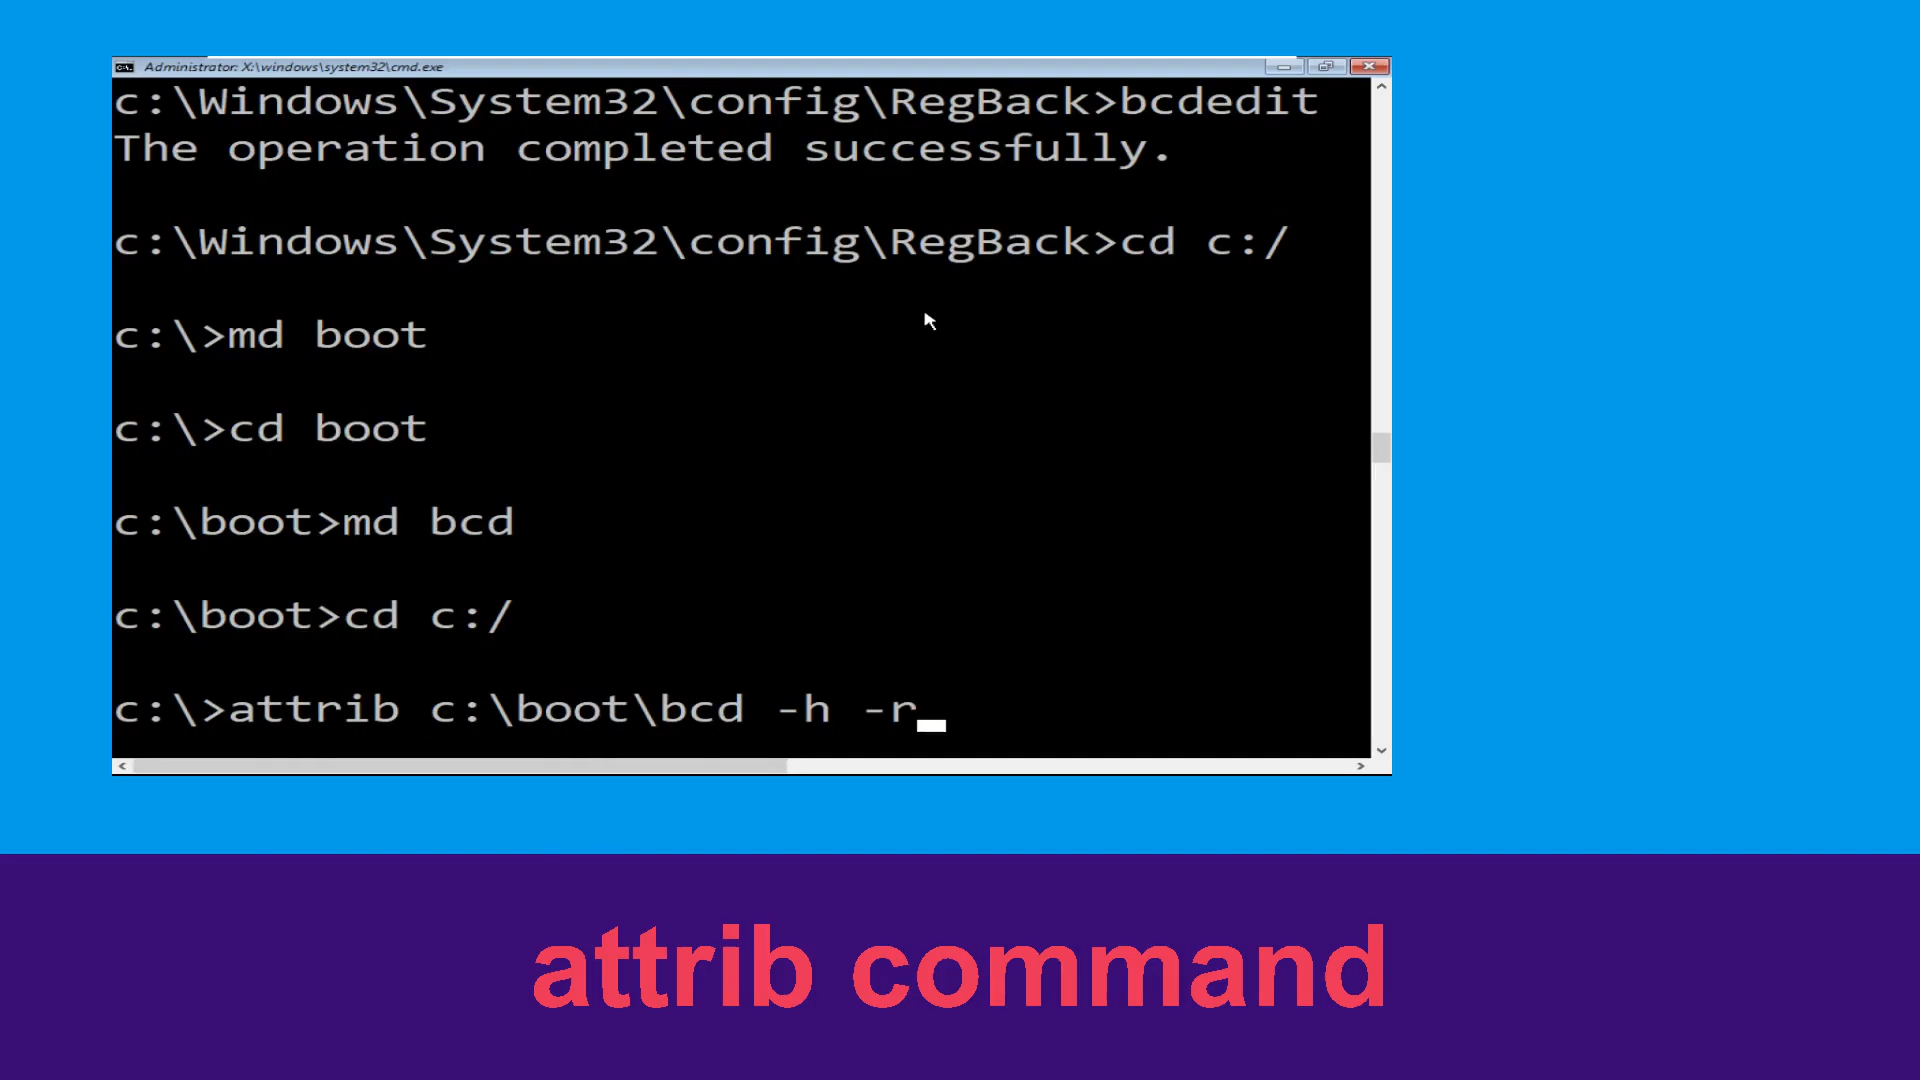 Administrator: X:\windows\system32\cmd.exe
c:\Windows\System32\config\RegBack>bcdedit
The operation completed successfully.
c:\Windows\System32\config\RegBack>cd c:/
c:\>md boot
c:\>cd boot
c:\boot>md bcd
c:\boot>cd c:/
c:\>attrib c:\boot\bcd -h -r
attrib command